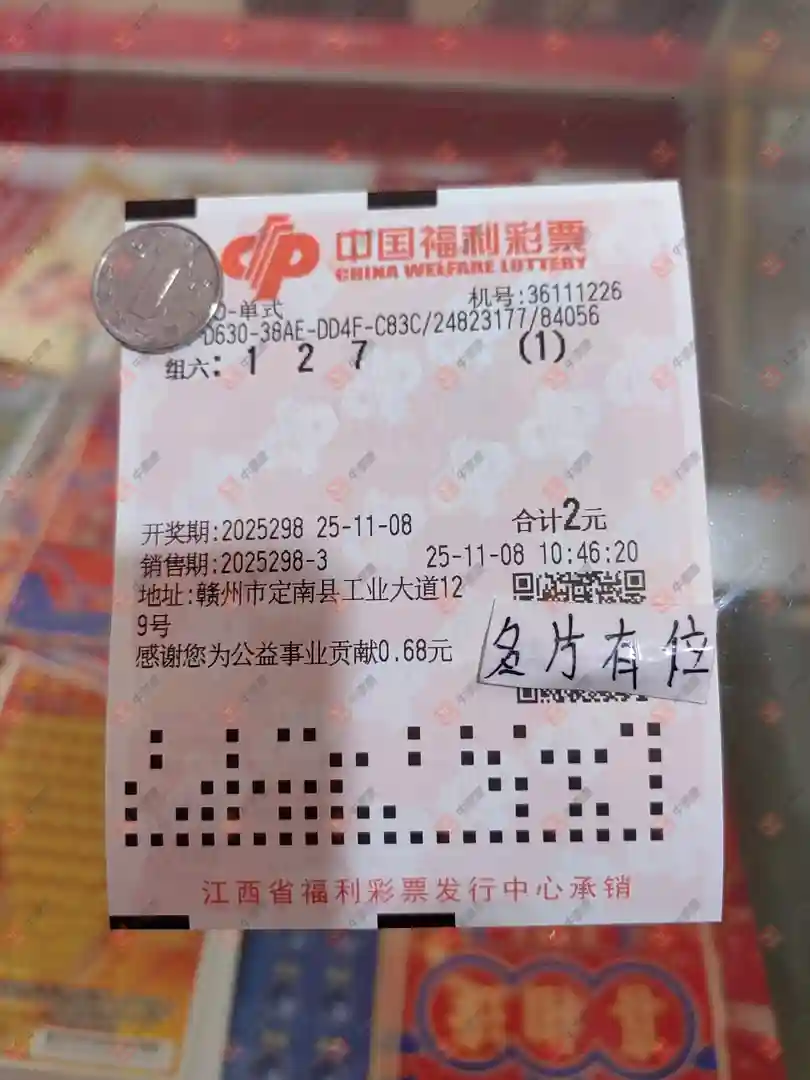 中国福利彩票
CHINA WELFARE LOTTERY
D-单式 机号:36111226
D630-38AE-DD4F-C83C/24823177/84056
组六: 1 2 7 (1)
开奖期:2025298 25-11-08 合计2元
销售期:2025298-3 25-11-08 10:46:20
地址:赣州市定南县工业大道12
9号
感谢您为公益事业贡献0.68元
名片有位
江西省福利彩票发行中心承销